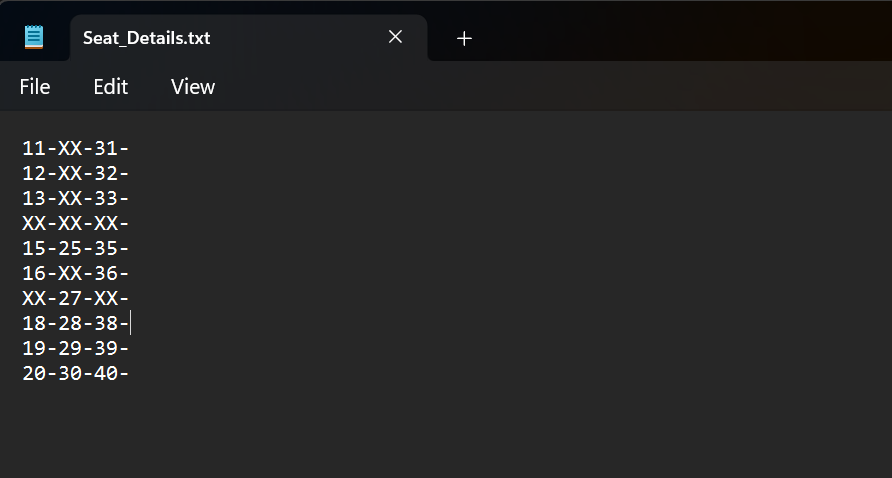 Seat_Details.txt
File Edit View
11-XX-31-
12-XX-32-
13-XX-33-
XX-XX-XX-
15-25-35-
16-XX-36-
XX-27-XX-
18-28-38-
19-29-39-
20-30-40-